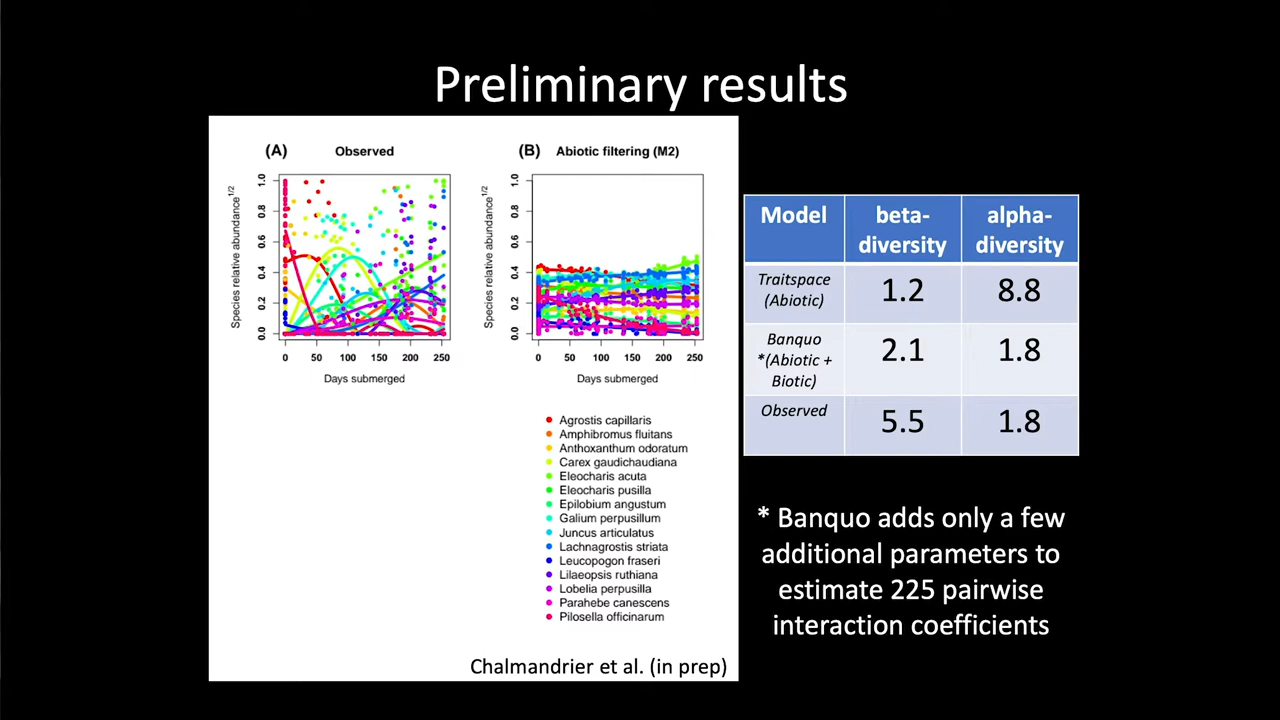 Preliminary results
(A) Observed
Species relative abundance1/2
1.0
0.8
0.6
0.4
0.2
0.0
0 50 100 150 200 250
Days submerged
(B) Abiotic filtering (M2)
Species relative abundance1/2
1.0
0.8
0.6
0.4
0.2
0.0
0 50 100 150 200 250
Days submerged
Agrostis capillaris
Amphibromus fluitans
Anthoxanthum odoratum
Carex gaudichaudiana
Eleocharis acuta
Eleocharis pusilla
Epilobium angustum
Galium perpusillum
Juncus articulatus
Lachnagrostis striata
Leucopogon fraseri
Lilaeopsis ruthiana
Lobelia perpusilla
Parahebe canescens
Pilosella officinarum
Chalmandrier et al. (in prep)
Model
beta-
diversity
alpha-
diversity
Traitspace
(Abiotic)
1.2
8.8
Banquo
*(Abiotic +
Biotic)
2.1
1.8
Observed
5.5
1.8
* Banquo adds only a few
additional parameters to
estimate 225 pairwise
interaction coefficients